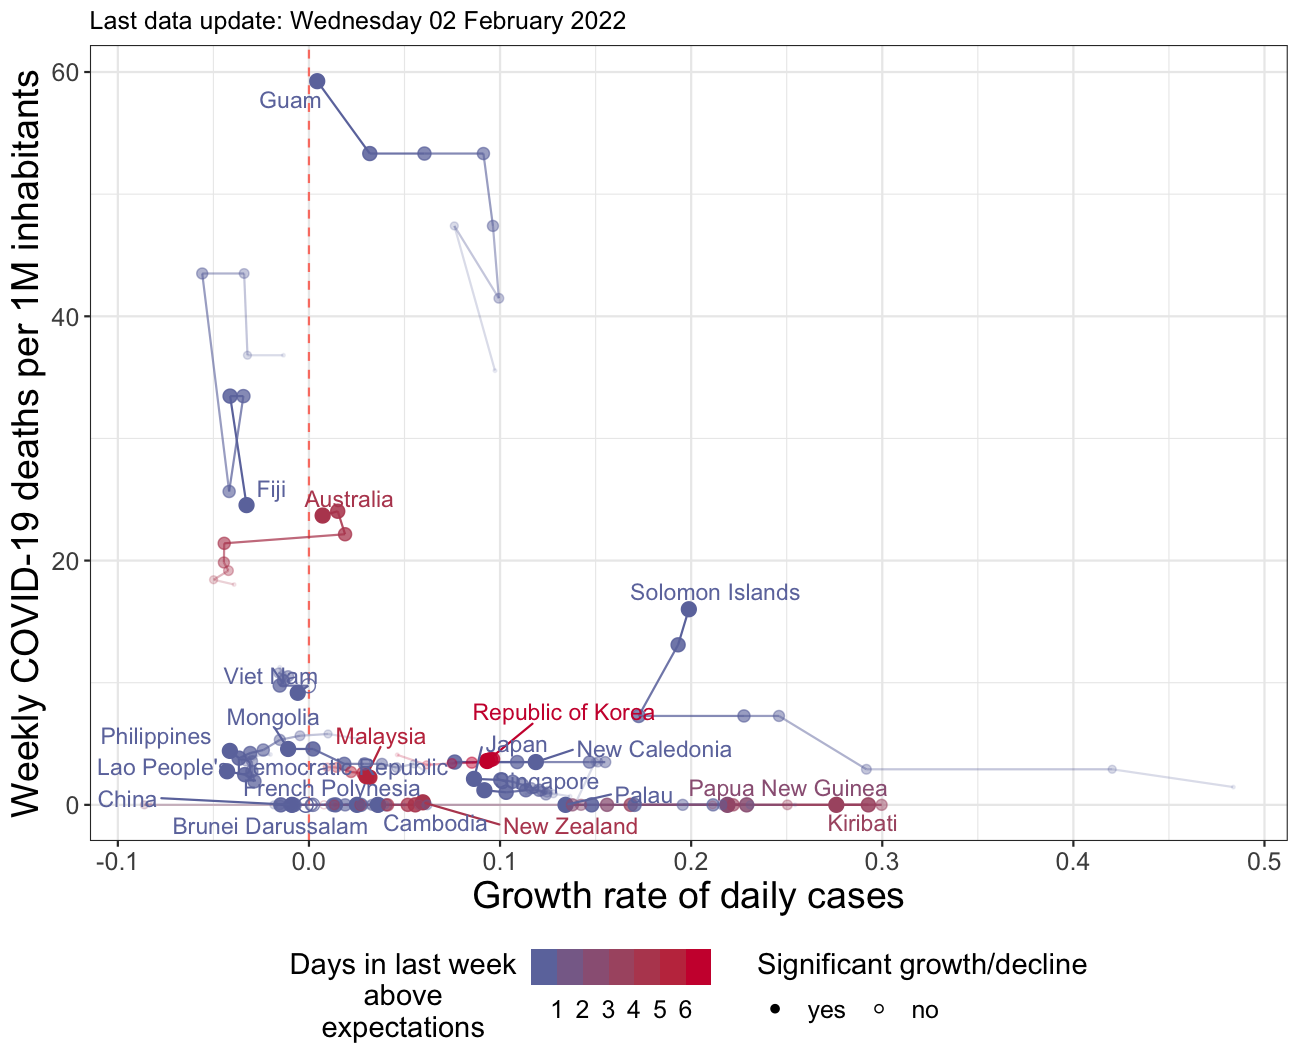 Last data update: Wednesday 02 February 2022
Weekly COVID-19 deaths per 1M inhabitants
60
40
20
0
Guam
Fiji
Australia
Solomon Islands
Viet Nam
Mongolia
Republic of Korea
Philippines
Malaysia
Japan
New Caledonia
Lao People's Democratic Republic
French Polynesia
Singapore
Papua New Guinea
China
Palau
Brunei Darussalam
Cambodia
New Zealand
Kiribati
-0.1 0.0 0.1 0.2 0.3 0.4 0.5
Growth rate of daily cases
Days in last week
above
expectations
1 2 3 4 5 6
Significant growth/decline
yes no